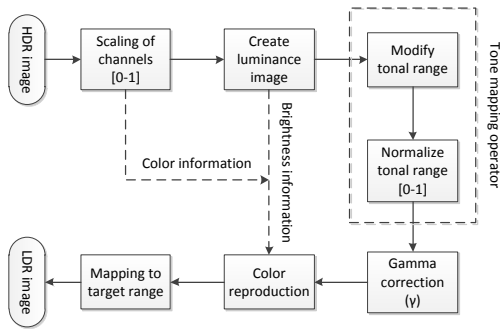 HDR image
Scaling of
channels
[0-1]
Create
luminance
image
Modify
tonal range
Tone mapping operator
Normalize
tonal range
[0-1]
Color information
Brightness information
LDR image
Mapping to
target range
Color
reproduction
Gamma
correction
(γ)